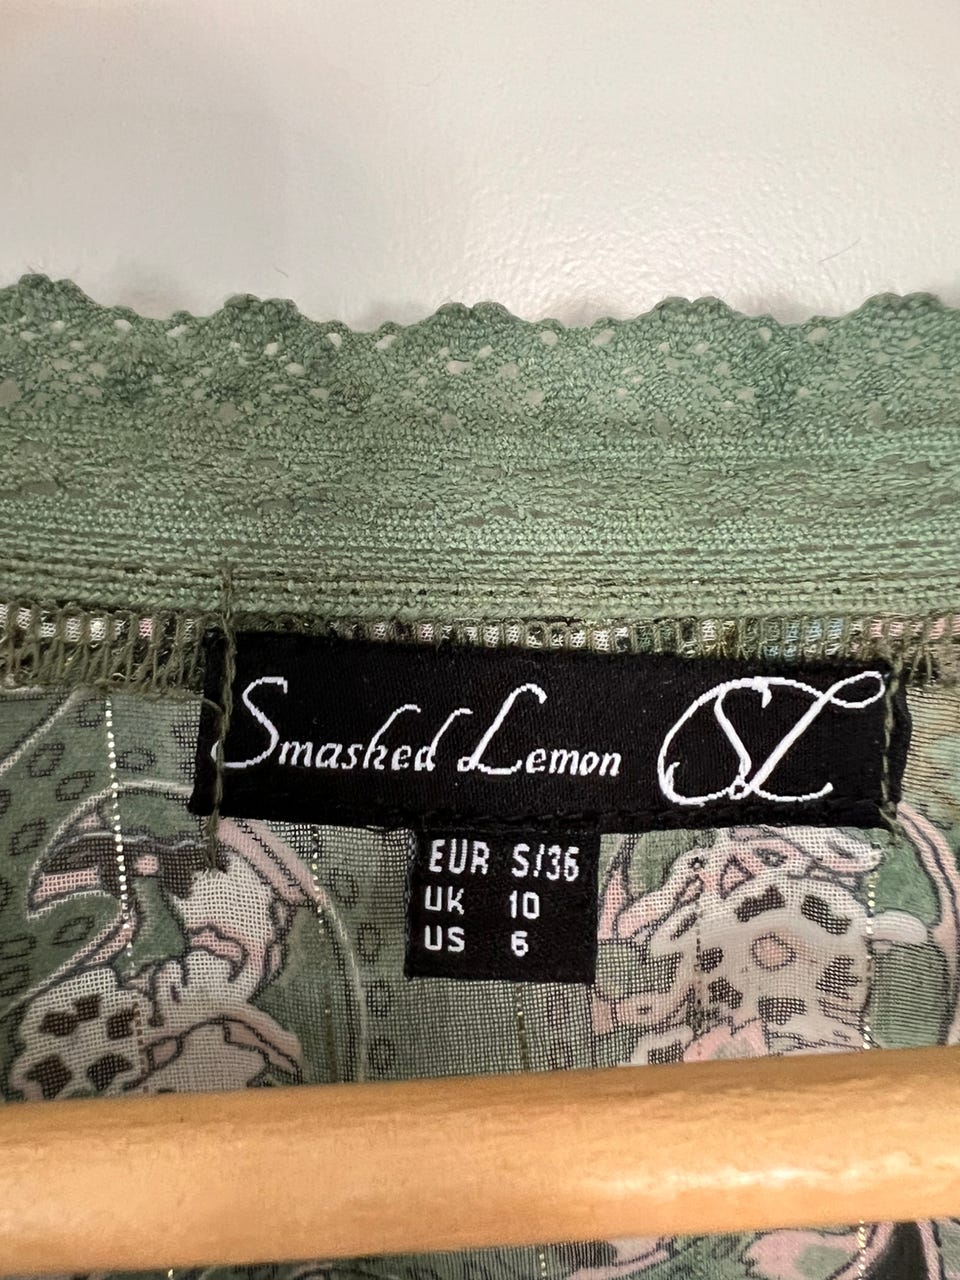 Smashed Lemon SL
EUR S/36
UK 10
US 6